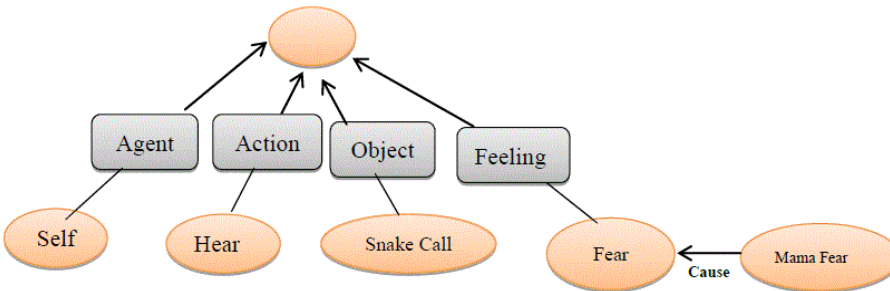 Agent
Action
Object
Feeling
Self
Hear
Snake Call
Fear
Cause
Mama Fear